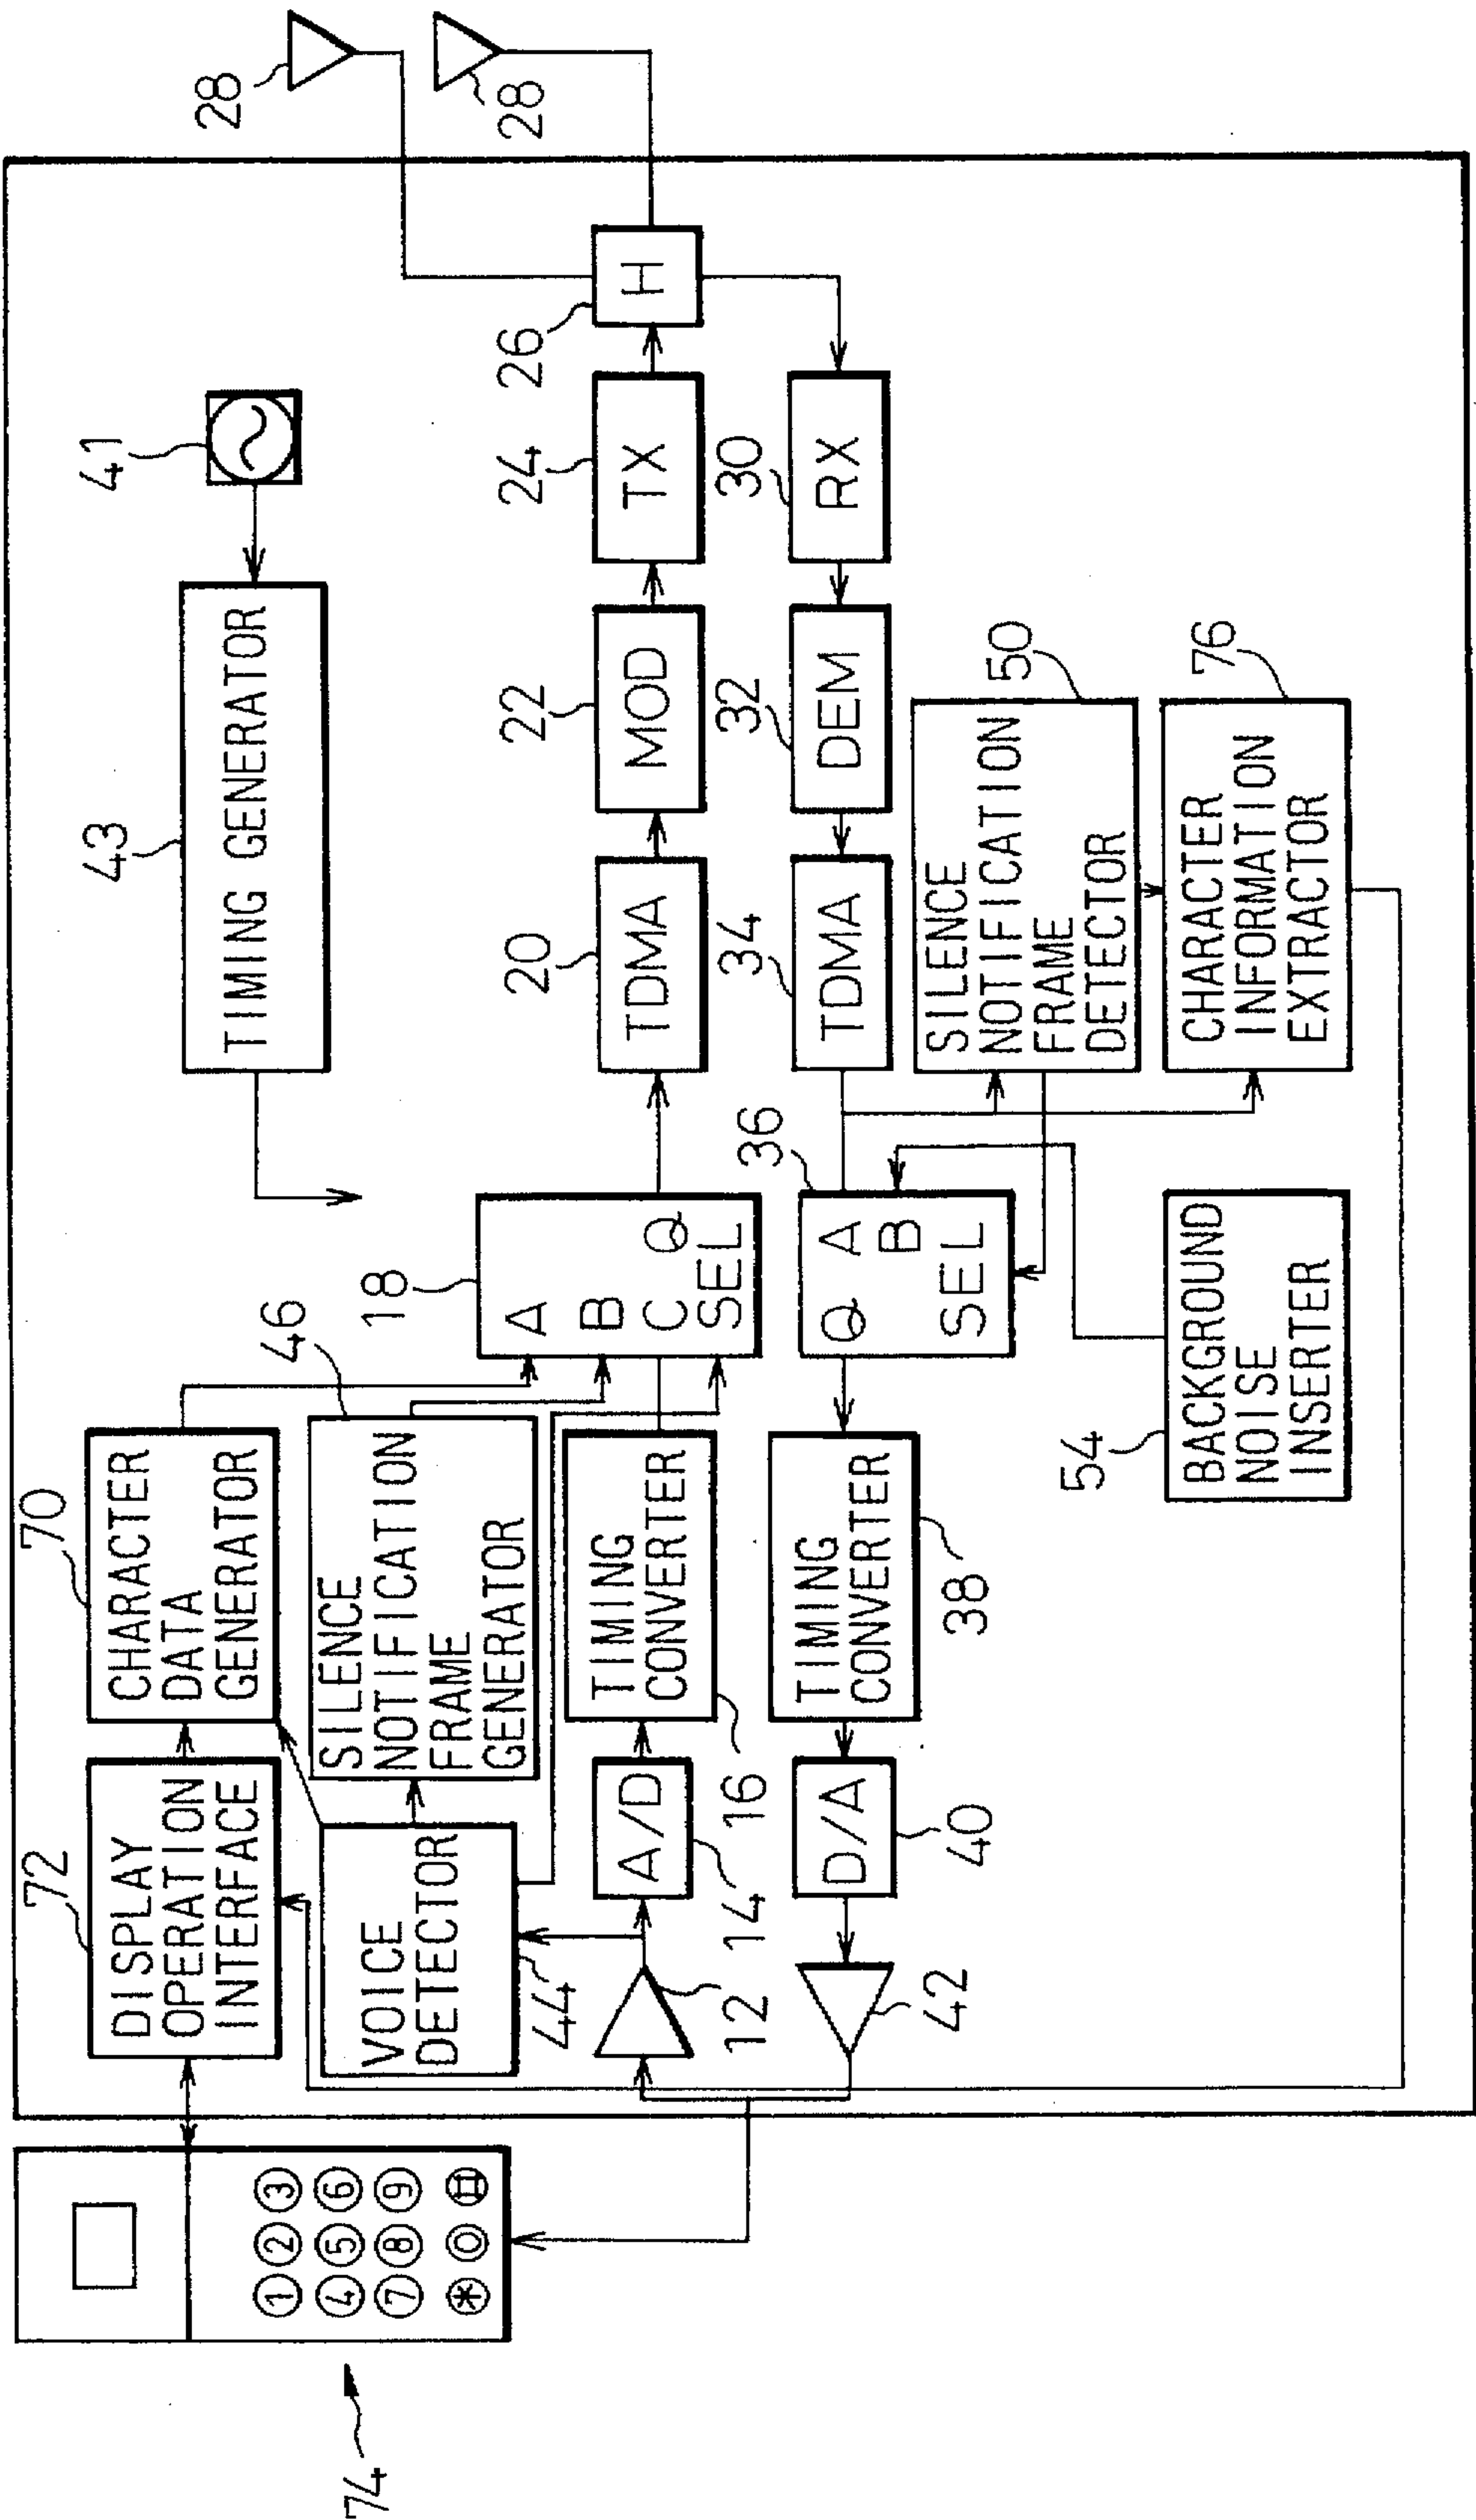 74
1 2 3
4 5 6
7 8 9
* 0 #
72
DISPLAY
OPERATION
INTERFACE
70
CHARACTER
DATA
GENERATOR
43
TIMING GENERATOR
41
28
28
VOICE
DETECTOR
44
46
SILENCE
NOTIFICATION
FRAME
GENERATOR
12
A/D
14
TIMING
CONVERTER
16
18
A
B
C Q
SEL
20
TDMA
22
MOD
24
TX
26
H
42
D/A
40
TIMING
CONVERTER
38
36
Q A
B
SEL
34
TDMA
32
DEM
30
RX
50
SILENCE
NOTIFICATION
FRAME
DETECTOR
54
BACKGROUND
NOISE
INSERTER
76
CHARACTER
INFORMATION
EXTRACTOR